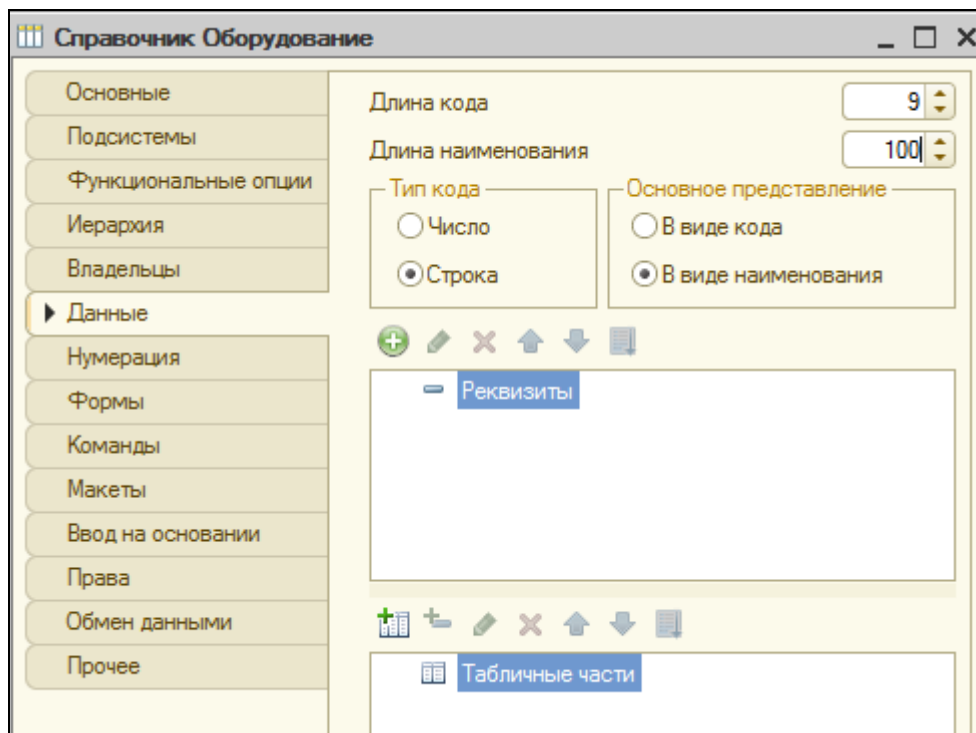 Справочник Оборудование
Основные
Подсистемы
Функциональные опции
Иерархия
Владельцы
Данные
Нумерация
Формы
Команды
Макеты
Ввод на основании
Права
Обмен данными
Прочее
Длина кода 9
Длина наименования 100
Тип кода
Число
Строка
Основное представление
В виде кода
В виде наименования
Реквизиты
Табличные части